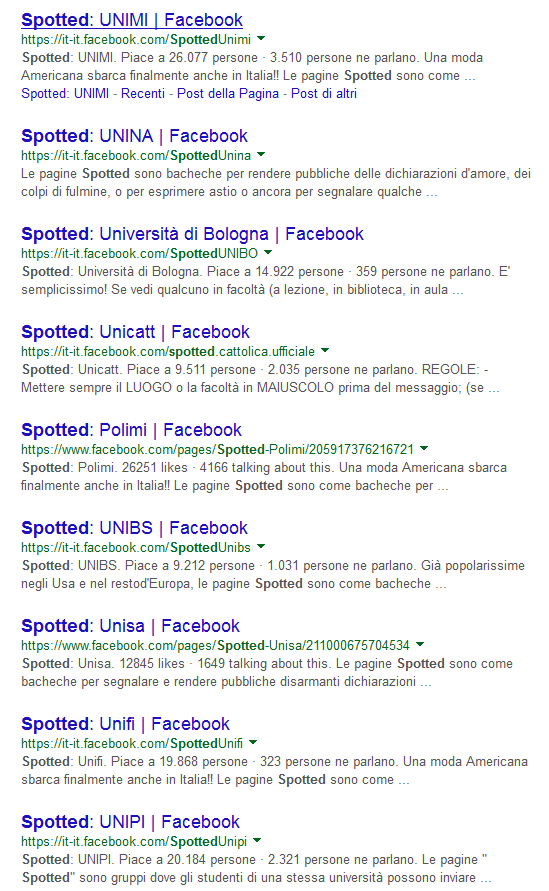 Spotted: UNIMI | Facebook
https://it-it.facebook.com/SpottedUnimi
Spotted: UNIMI. Piace a 26.077 persone · 3.510 persone ne parlano. Una moda
Americana sbarca finalmente anche in Italia!! Le pagine Spotted sono come ...
Spotted: UNIMI - Recenti - Post della Pagina - Post di altri
Spotted: UNINA | Facebook
https://it-it.facebook.com/SpottedUnina
Le pagine Spotted sono bacheche per rendere pubbliche delle dichiarazioni d'amore, dei
colpi di fulmine, o per esprimere astio o ancora per segnalare qualche ...
Spotted: Università di Bologna | Facebook
https://it-it.facebook.com/SpottedUNIBO
Spotted: Università di Bologna. Piace a 14.922 persone · 359 persone ne parlano. E'
semplicissimo! Se vedi qualcuno in facoltà (a lezione, in biblioteca, in aula ...
Spotted: Unicatt | Facebook
https://it-it.facebook.com/spotted.cattolica.ufficiale
Spotted: Unicatt. Piace a 9.511 persone · 2.035 persone ne parlano. REGOLE: -
Mettere sempre il LUOGO o la facoltà in MAIUSCOLO prima del messaggio; (se ...
Spotted: Polimi | Facebook
https://www.facebook.com/pages/Spotted-Polimi/205917376216721
Spotted: Polimi. 26251 likes · 4166 talking about this. Una moda Americana sbarca
finalmente anche in Italia!! Le pagine Spotted sono come bacheche per ...
Spotted: UNIBS | Facebook
https://it-it.facebook.com/SpottedUnibs
Spotted: UNIBS. Piace a 9.212 persone · 1.031 persone ne parlano. Già popolarissime
negli Usa e nel restod'Europa, le pagine Spotted sono come bacheche ...
Spotted: Unisa | Facebook
https://www.facebook.com/pages/Spotted-Unisa/211000675704534
Spotted: Unisa. 12845 likes · 1649 talking about this. Le pagine Spotted sono come
bacheche per segnalare e rendere pubbliche disarmanti dichiarazioni ...
Spotted: Unifi | Facebook
https://it-it.facebook.com/SpottedUnifi
Spotted: Unifi. Piace a 19.868 persone · 323 persone ne parlano. Una moda Americana
sbarca finalmente anche in Italia!! Le pagine Spotted sono come ...
Spotted: UNIPI | Facebook
https://it-it.facebook.com/SpottedUnipi
Spotted: UNIPI. Piace a 20.184 persone · 2.321 persone ne parlano. Le pagine "
Spotted" sono gruppi dove gli studenti di una stessa università possono inviare ...